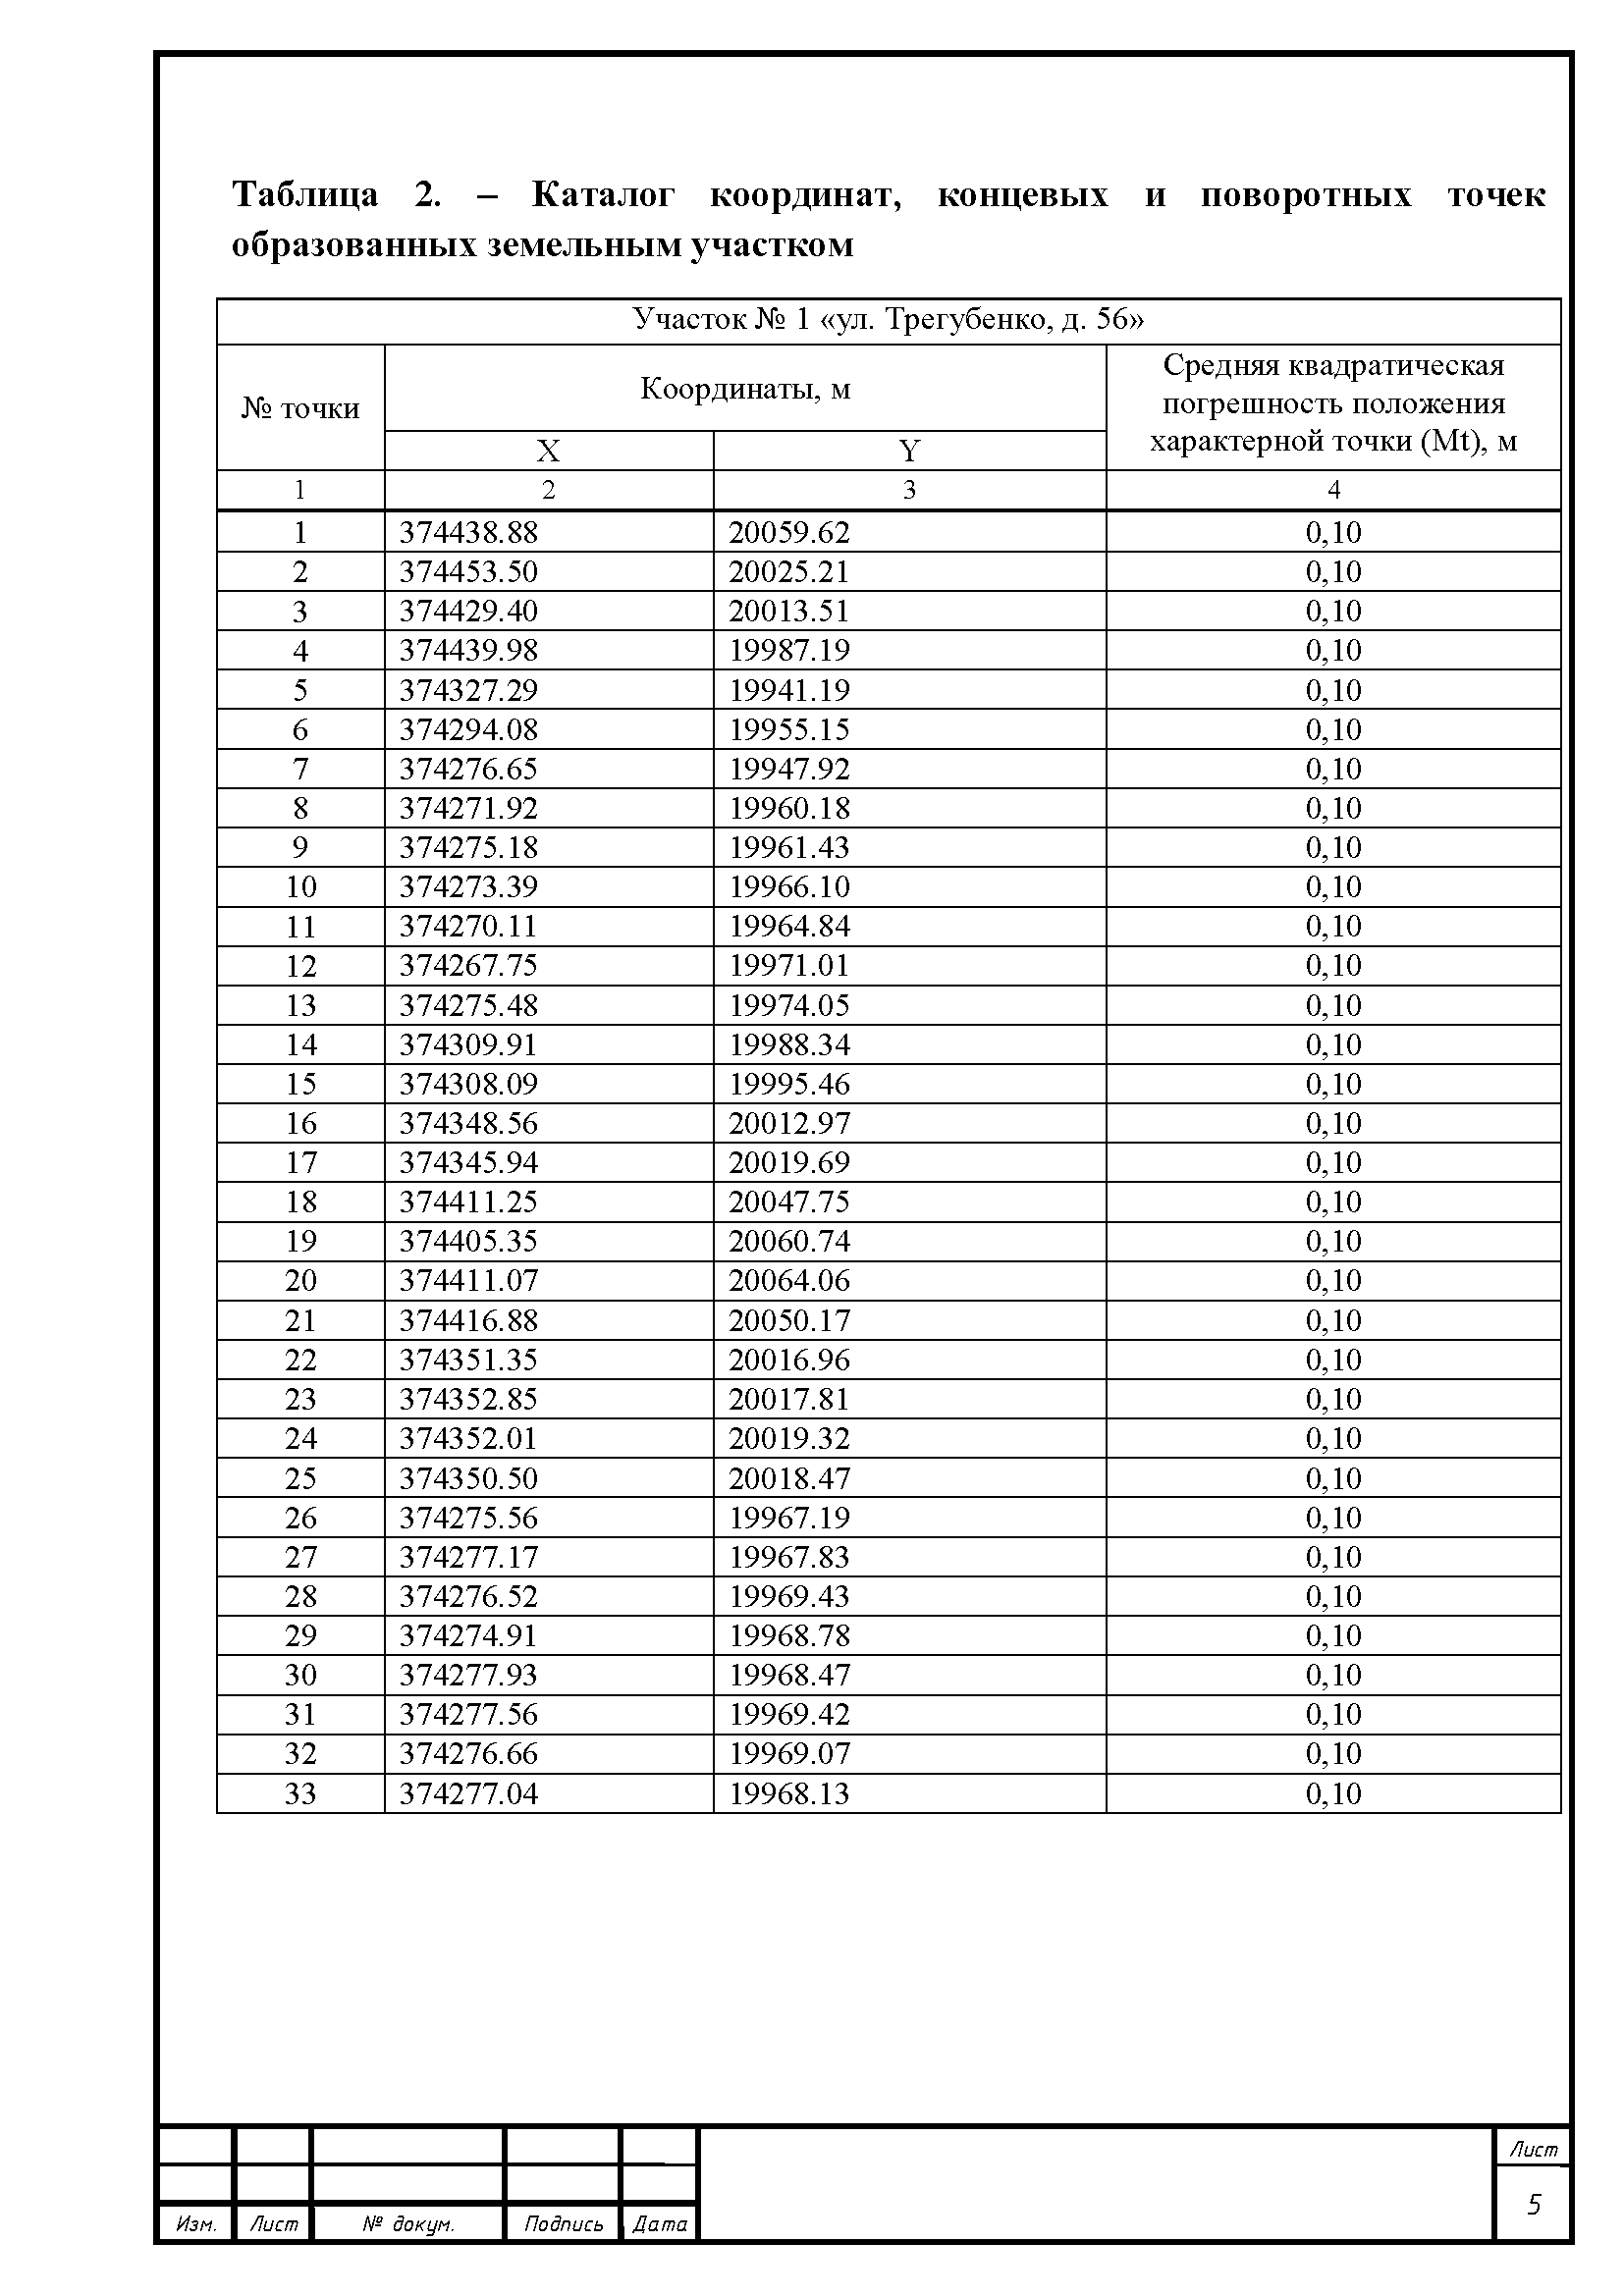 Таблица 2. – Каталог координат, концевых и поворотных точек
образованных земельным участком
Участок № 1 «ул. Трегубенко, д. 56»
№ точки
Координаты, м
Средняя квадратическая
погрешность положения
характерной точки (Mt), м
X Y
1 2 3 4
1 374438.88 20059.62 0,10
2 374453.50 20025.21 0,10
3 374429.40 20013.51 0,10
4 374439.98 19987.19 0,10
5 374327.29 19941.19 0,10
6 374294.08 19955.15 0,10
7 374276.65 19947.92 0,10
8 374271.92 19960.18 0,10
9 374275.18 19961.43 0,10
10 374273.39 19966.10 0,10
11 374270.11 19964.84 0,10
12 374267.75 19971.01 0,10
13 374275.48 19974.05 0,10
14 374309.91 19988.34 0,10
15 374308.09 19995.46 0,10
16 374348.56 20012.97 0,10
17 374345.94 20019.69 0,10
18 374411.25 20047.75 0,10
19 374405.35 20060.74 0,10
20 374411.07 20064.06 0,10
21 374416.88 20050.17 0,10
22 374351.35 20016.96 0,10
23 374352.85 20017.81 0,10
24 374352.01 20019.32 0,10
25 374350.50 20018.47 0,10
26 374275.56 19967.19 0,10
27 374277.17 19967.83 0,10
28 374276.52 19969.43 0,10
29 374274.91 19968.78 0,10
30 374277.93 19968.47 0,10
31 374277.56 19969.42 0,10
32 374276.66 19969.07 0,10
33 374277.04 19968.13 0,10
Лист
5
Изм. Лист № докум. Подпись Дата